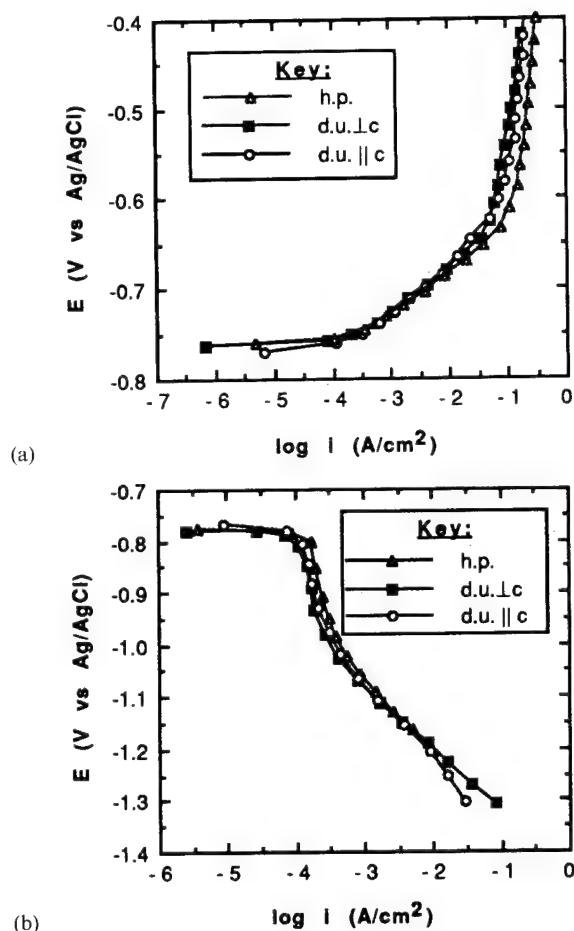 -0.4
-0.5
-0.6
-0.7
-0.8
E (V vs Ag/AgCl)
Key:
h.p.
d.u.⊥c
d.u. || c
-7 -6 -5 -4 -3 -2 -1 0
log i (A/cm²)
(a)
-0.7
-0.8
-0.9
-1.0
-1.1
-1.2
-1.3
-1.4
E (V vs Ag/AgCl)
Key:
h.p.
d.u.⊥c
d.u. || c
-6 -5 -4 -3 -2 -1 0
log i (A/cm²)
(b)